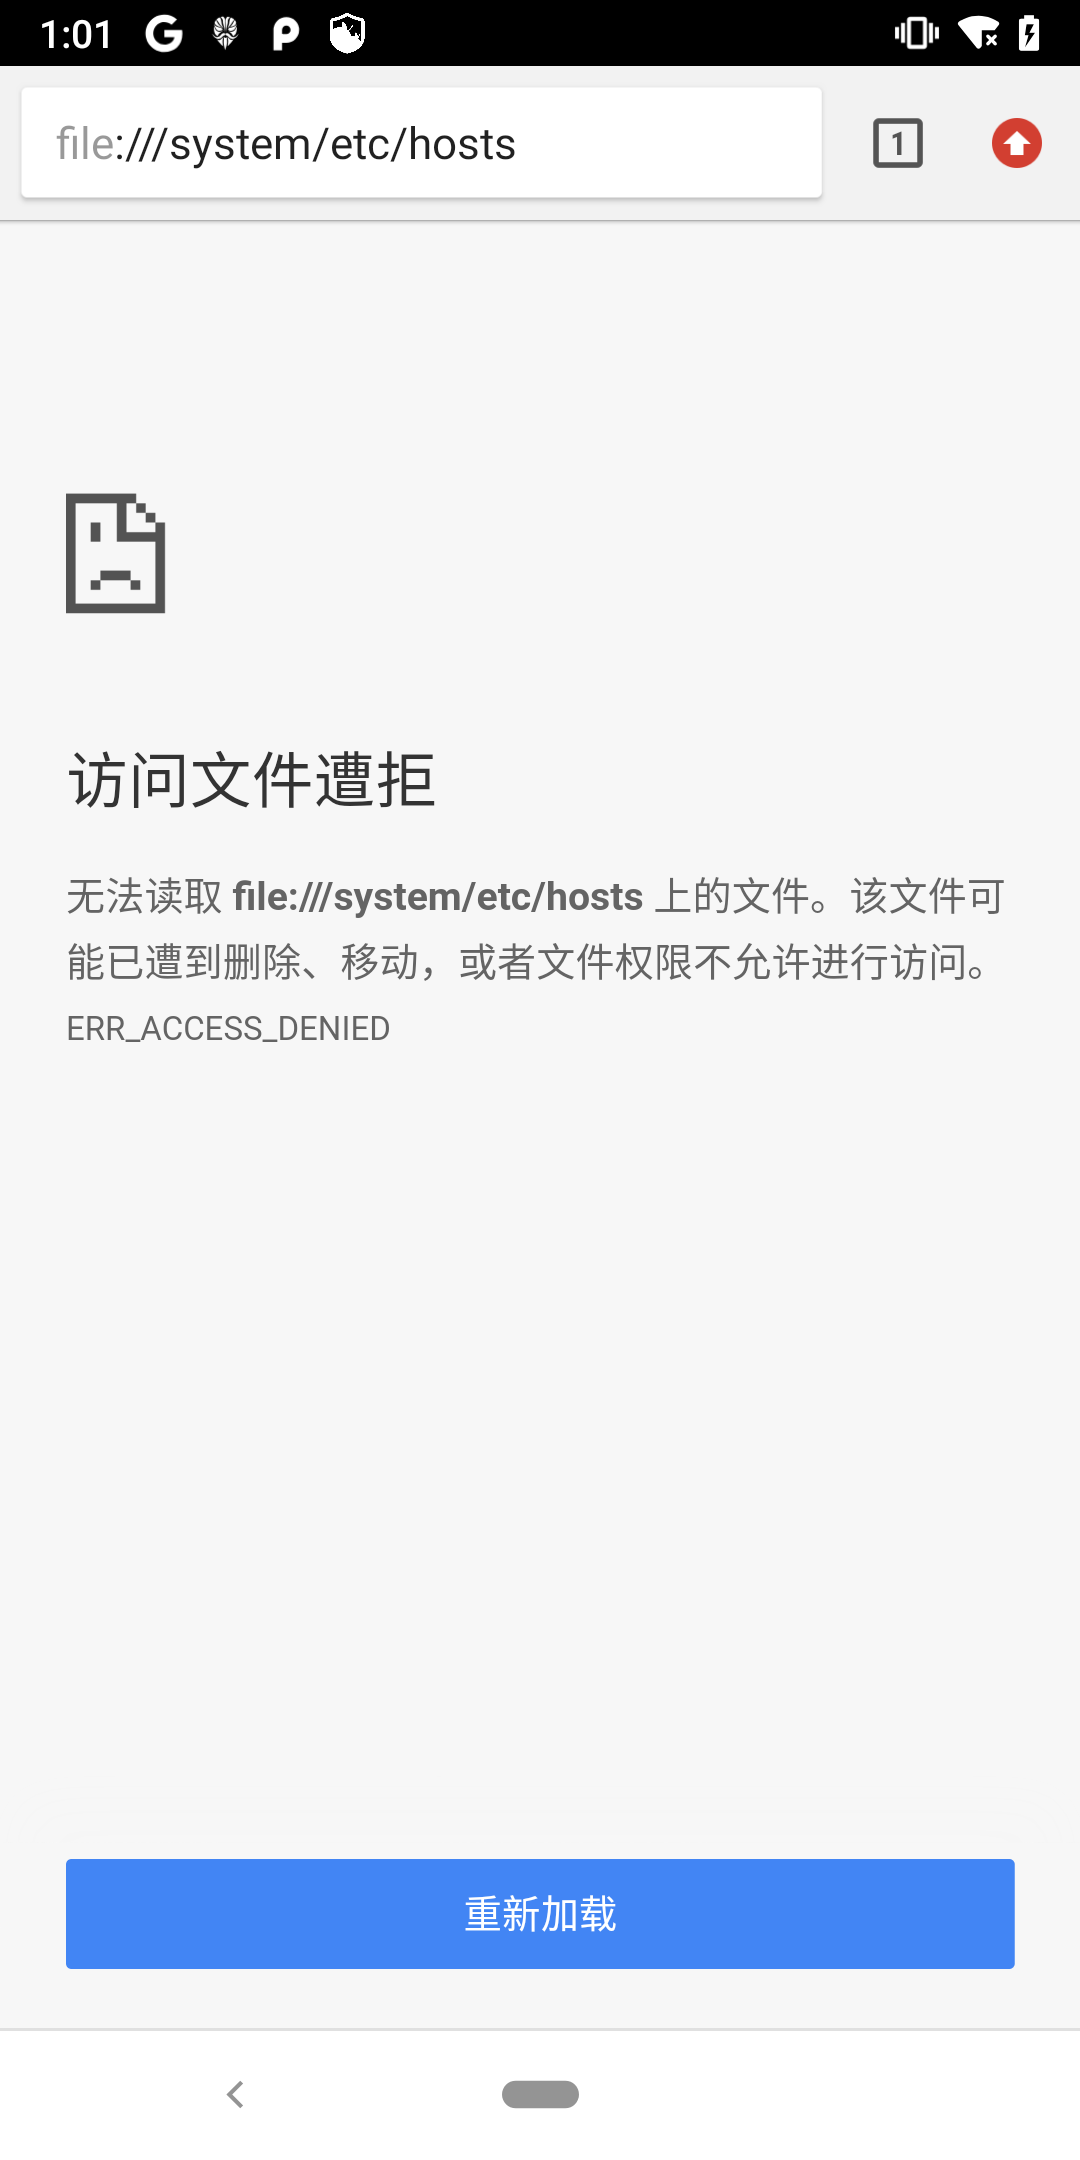 1:01
file:///system/etc/hosts
1
访问文件遭拒
无法读取 file:///system/etc/hosts 上的文件。该文件可
能已遭到删除、移动，或者文件权限不允许进行访问。
ERR_ACCESS_DENIED
重新加载